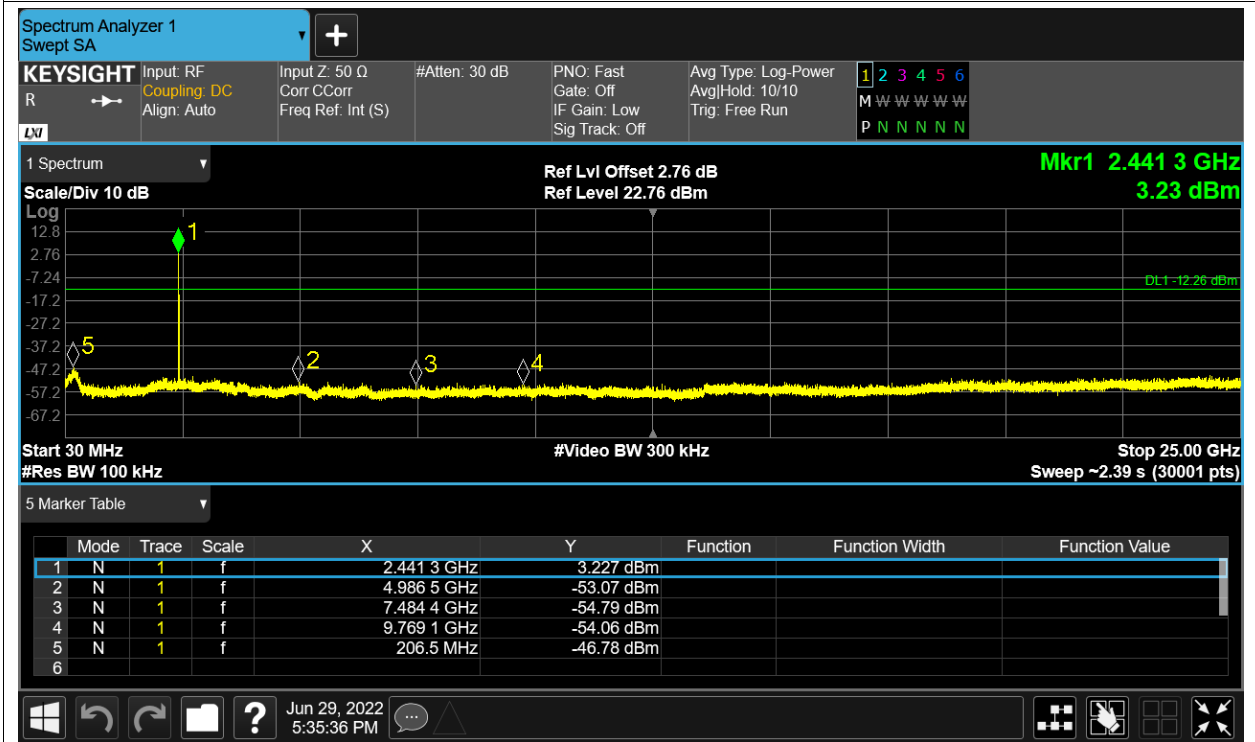 Spectrum Analyzer 1
Swept SA
+
KEYSIGHT
R
LXI
Input: RF
Coupling: DC
Align: Auto
Input Z: 50 Ω
Corr CCorr
Freq Ref: Int (S)
#Atten: 30 dB
PNO: Fast
Gate: Off
IF Gain: Low
Sig Track: Off
Avg Type: Log-Power
Avg|Hold: 10/10
Trig: Free Run
1 2 3 4 5 6
M W W W W W
P N N N N N
1 Spectrum
Scale/Div 10 dB
Ref Lvl Offset 2.76 dB
Ref Level 22.76 dBm
Mkr1 2.441 3 GHz
3.23 dBm
Log
12.8
2.76
-7.24
-17.2
-27.2
-37.2
-47.2
-57.2
-67.2
1
DL1 -12.26 dBm
5
2
3
4
Start 30 MHz
#Video BW 300 kHz
Stop 25.00 GHz
#Res BW 100 kHz
Sweep ~2.39 s (30001 pts)
5 Marker Table
Mode Trace Scale X Y Function Function Width Function Value
1 N 1 f 2.441 3 GHz 3.227 dBm
2 N 1 f 4.986 5 GHz -53.07 dBm
3 N 1 f 7.484 4 GHz -54.79 dBm
4 N 1 f 9.769 1 GHz -54.06 dBm
5 N 1 f 206.5 MHz -46.78 dBm
6
?
Jun 29, 2022
5:35:36 PM